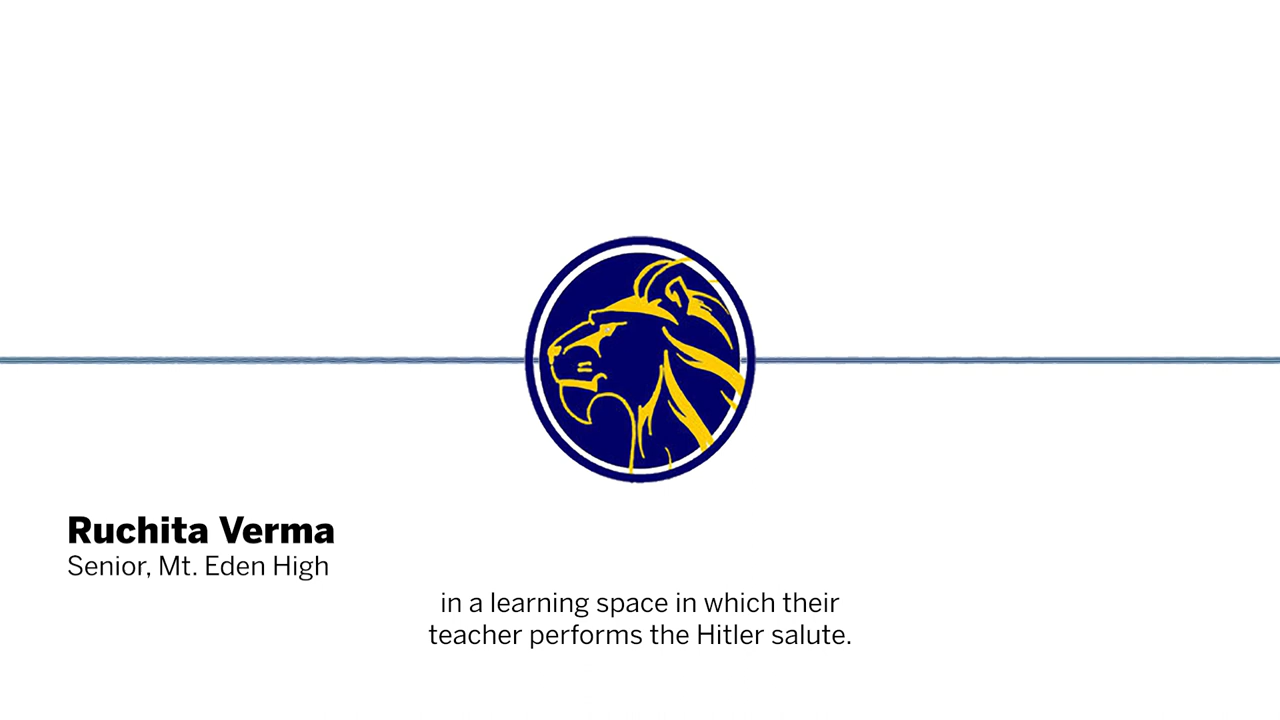 Ruchita Verma
Senior, Mt. Eden High
in a learning space in which their
teacher performs the Hitler salute.